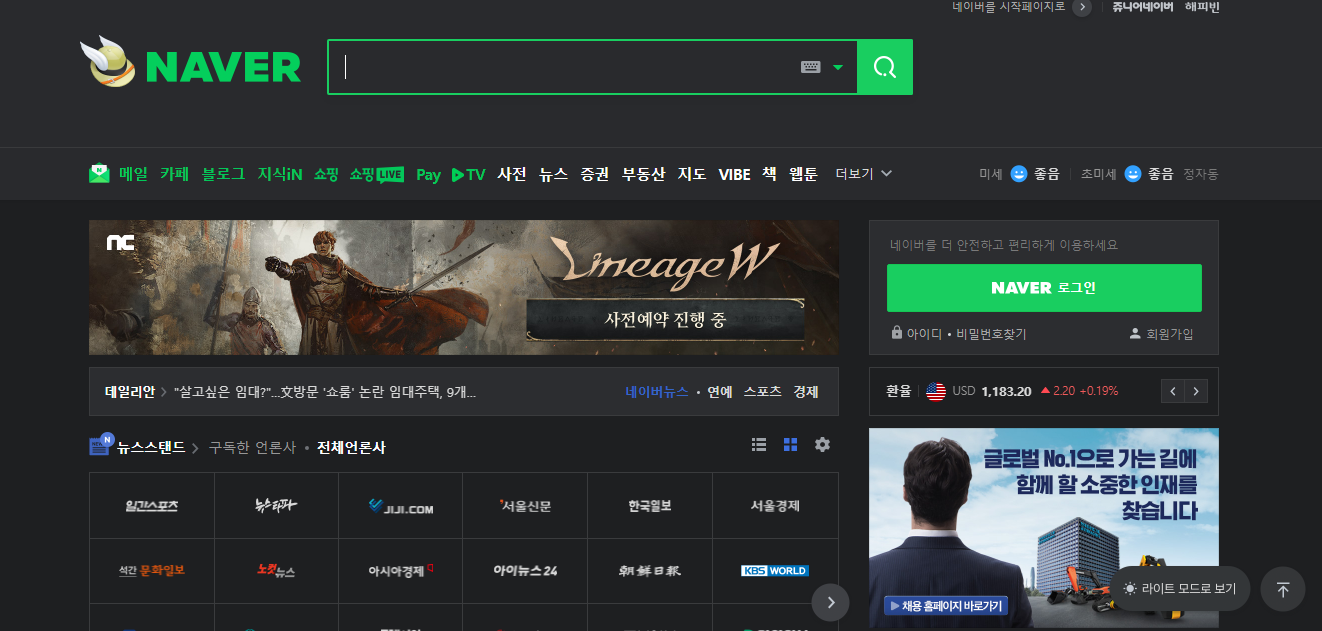 네이버를 시작페이지로 쥬니어네이버 해피빈
NAVER
메일 카페 블로그 지식iN 쇼핑 쇼핑LIVE Pay TV 사전 뉴스 증권 부동산 지도 VIBE 책 웹툰 더보기
미세 좋음 초미세 좋음 정자동
nc
LineageW
사전예약 진행 중
네이버를 더 안전하고 편리하게 이용하세요
NAVER 로그인
아이디 • 비밀번호찾기 회원가입
데일리안 > "살고싶은 임대?"...文방문 '쇼룸' 논란 임대주택, 9개...
네이버뉴스 • 연예 스포츠 경제
환율 USD 1,183.20 ▲2.20 +0.19%
N 뉴스스탠드 > 구독한 언론사 • 전체언론사
일간스포츠 뉴스타파 JIJI.COM 서울신문 한국일보 서울경제
석간 문화일보 노컷뉴스 아시아경제 아이뉴스24 朝鮮日報 KBS WORLD
글로벌 No.1으로 가는 길에
함께 할 소중한 인재를
찾습니다
▶채용 홈페이지 바로가기
라이트 모드로 보기